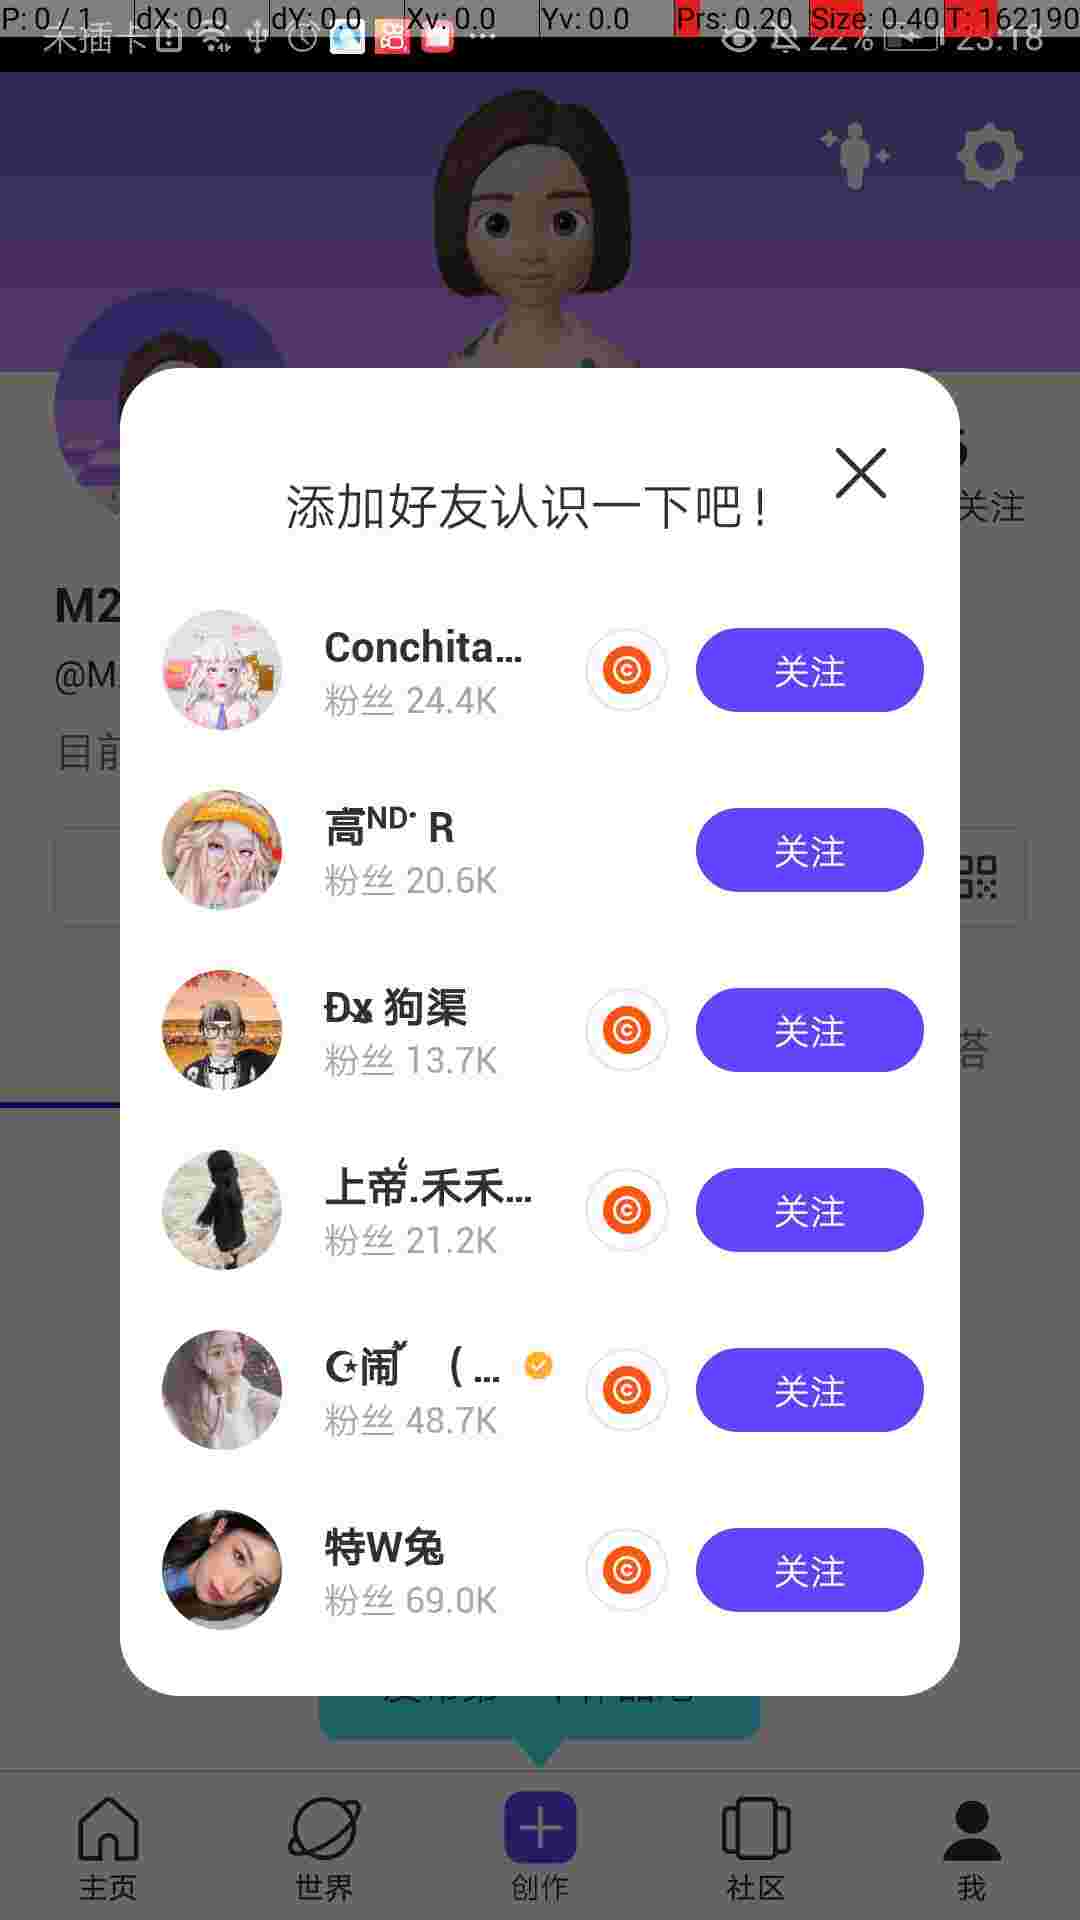 P: 0 / 1 dX: 0.0 dY: 0.0 Xv: 0.0 Yv: 0.0 Prs: 0.20 Size: 0.40 T: 162190
未插卡 22% 23:18
添加好友认识一下吧!
关注
M2
@M
目前
Conchita...
粉丝 24.4K
关注
高ᴺᴰ· R
粉丝 20.6K
关注
狗渠
粉丝 13.7K
关注
上帝.禾禾...
粉丝 21.2K
关注
☪闹 ( ...
粉丝 48.7K
关注
特W兔
粉丝 69.0K
关注
主页 世界 创作 社区 我